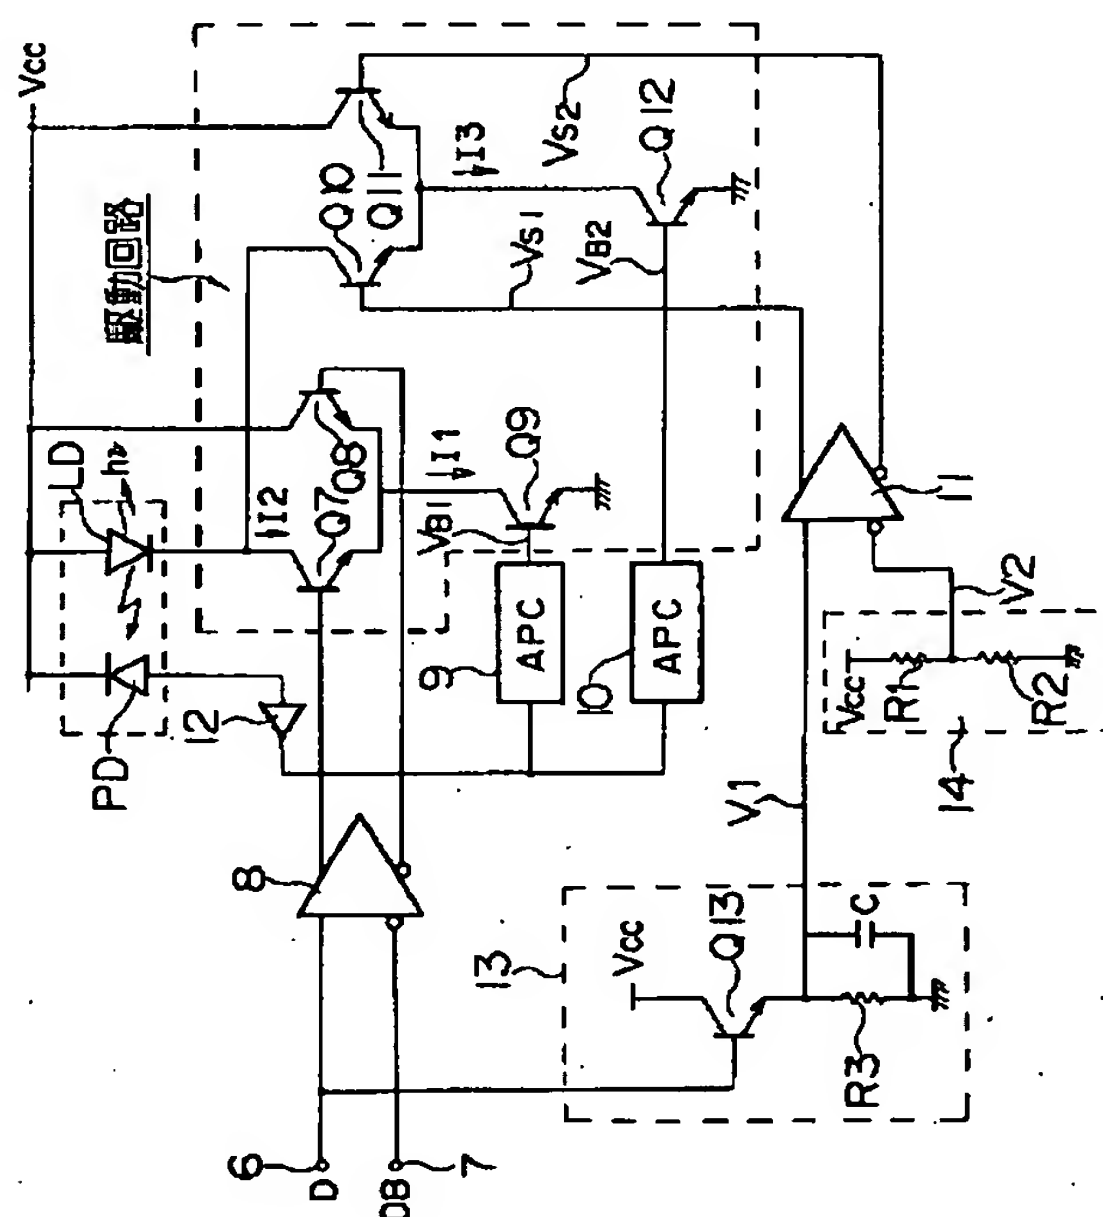 Vcc
駆動回路
LD
hν
PD
I2
Q7
Q8
I1
Q9
VB1
Q10
Q11
I3
Q12
VS2
VS1
VB2
12
9
APC
10
APC
8
11
V2
Vcc
R1
R2
14
V1
13
Vcc
Q13
C
R3
6
D
DB
7